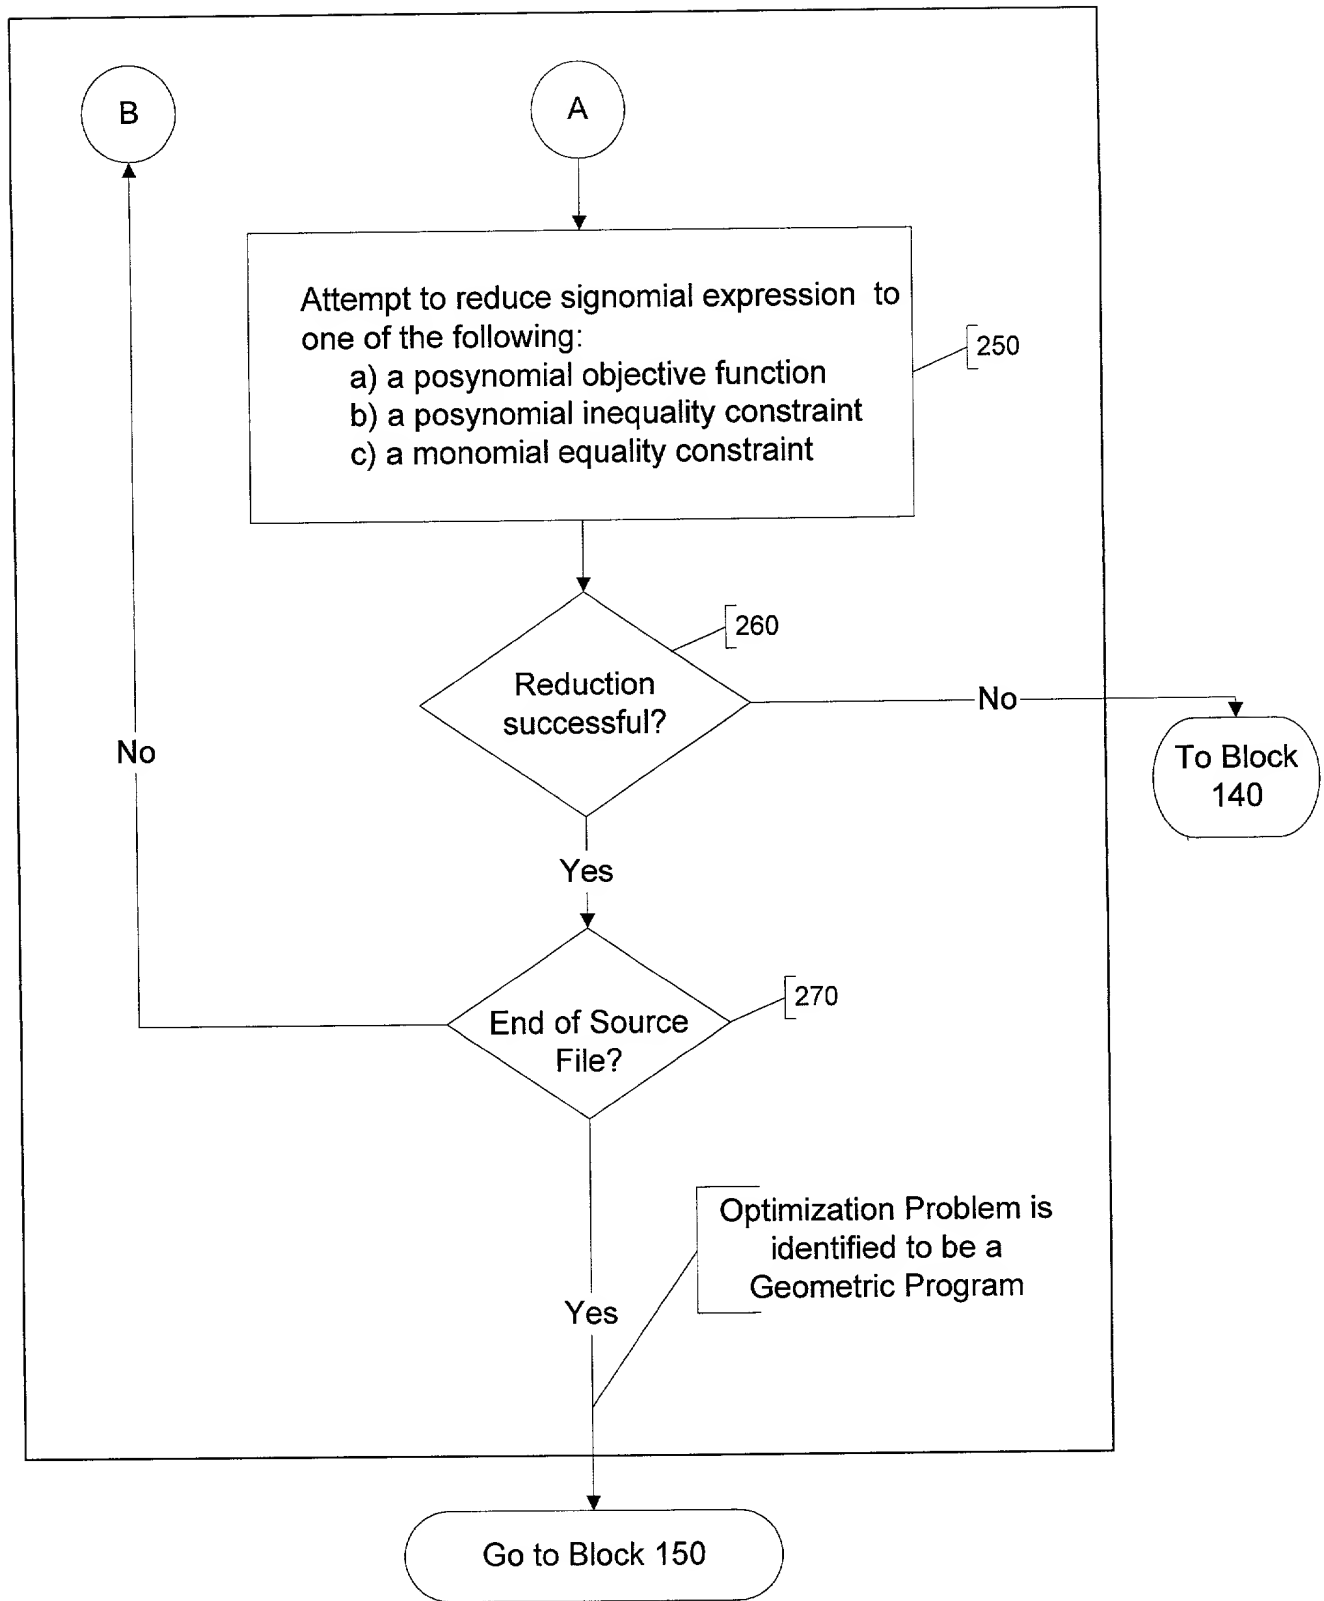 B
A
Attempt to reduce signomial expression to
one of the following:
a) a posynomial objective function
b) a posynomial inequality constraint
c) a monomial equality constraint
250
260
Reduction
successful?
No
To Block
140
No
Yes
270
End of Source
File?
Optimization Problem is
identified to be a
Geometric Program
Yes
Go to Block 150